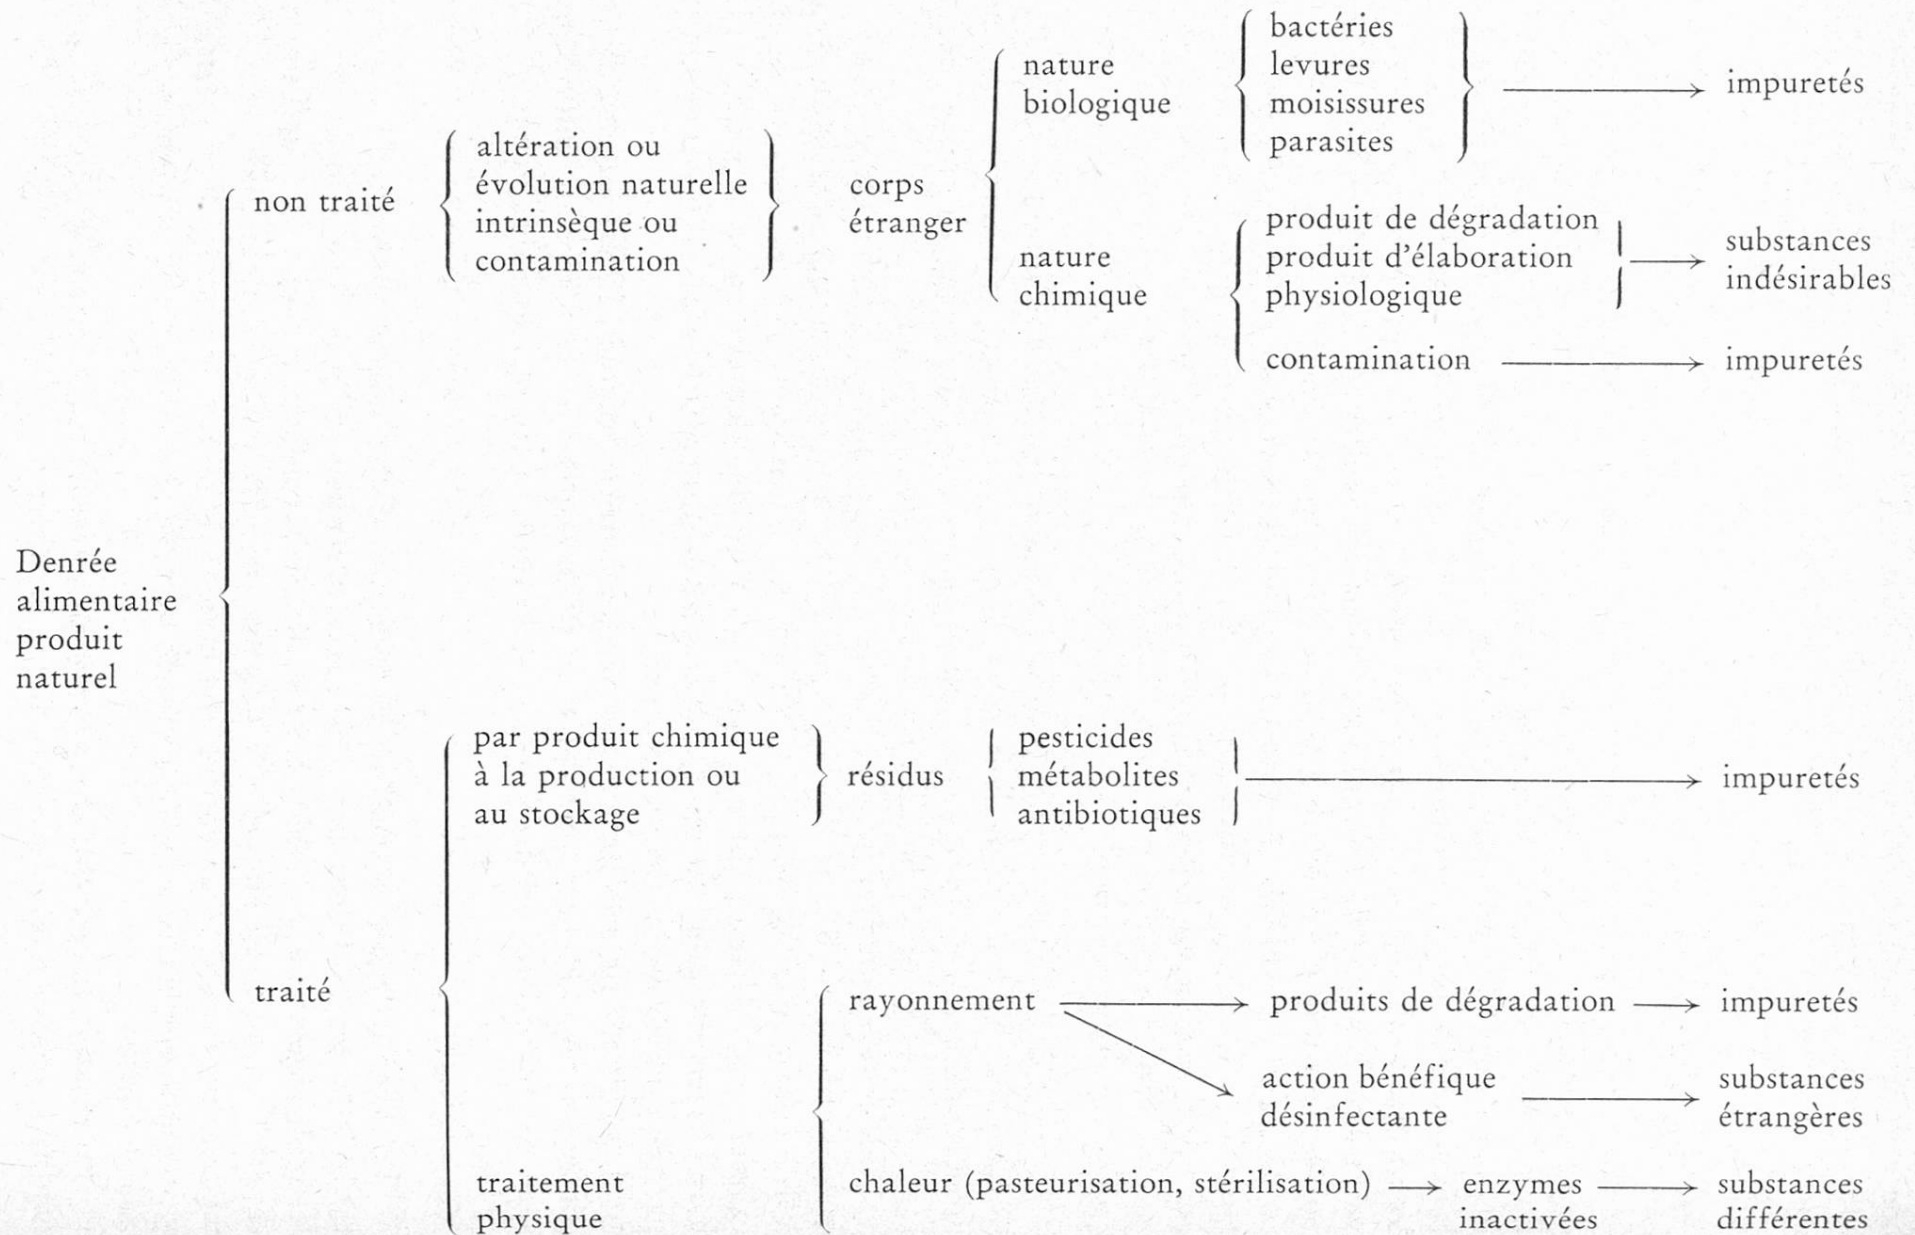 Denrée
alimentaire
produit
naturel
non traité
altération ou
évolution naturelle
intrinsèque ou
contamination
corps
étranger
nature
biologique
bactéries
levures
moisissures
parasites
impuretés
nature
chimique
produit de dégradation
produit d'élaboration
physiologique
substances
indésirables
contamination
impuretés
traité
par produit chimique
à la production ou
au stockage
résidus
pesticides
métabolites
antibiotiques
impuretés
traitement
physique
rayonnement
produits de dégradation
impuretés
action bénéfique
désinfectante
substances
étrangères
chaleur (pasteurisation, stérilisation)
enzymes
inactivées
substances
différentes